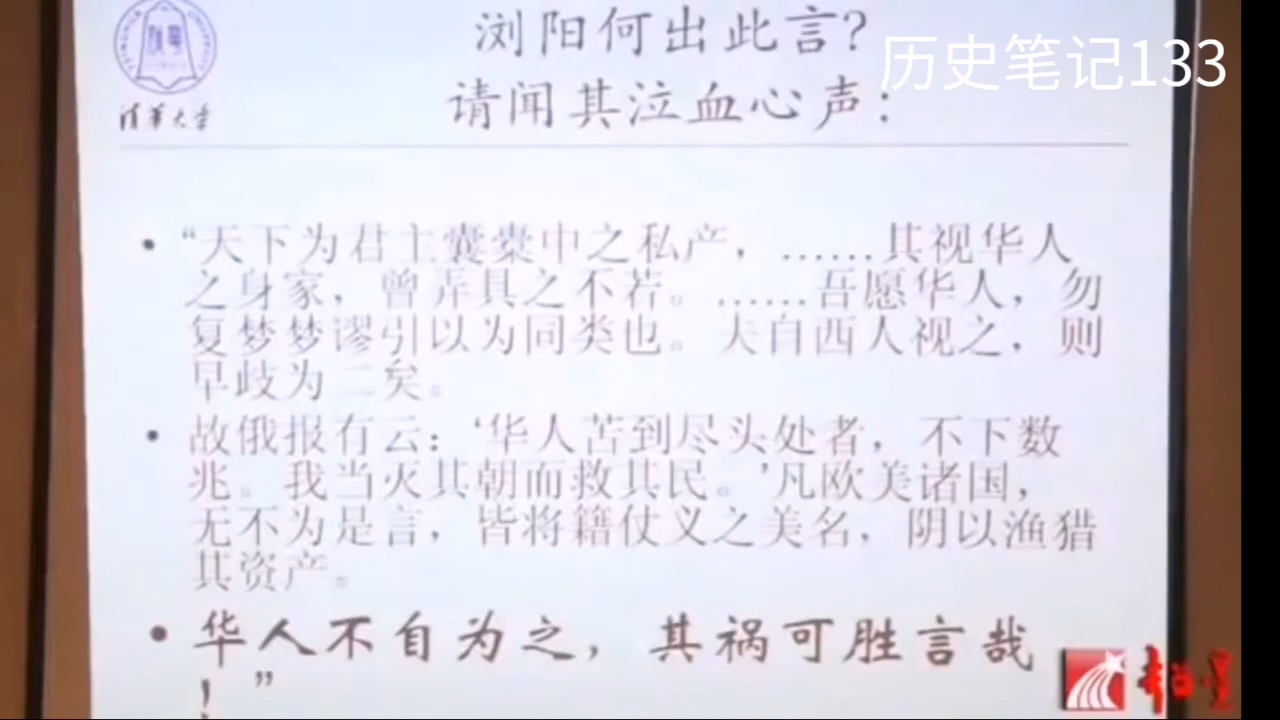 浏阳何出此言?
历史笔记133
清华大学
请闻其泣血心声:
• “天下为君主囊橐中之私产，……其视华人
之身家，曾弄具之不若。……吾愿华人，勿
复梦梦谬引以为同类也。夫自西人视之，则
早歧为二矣。
• 故俄报有云：‘华人苦到尽头处者，不下数
兆。我当灭其朝而救其民。’凡欧美诸国，
无不为是言，皆将籍仗义之美名，阴以渔猎
其资产。
• 华人不自为之，其祸可胜言哉
！”